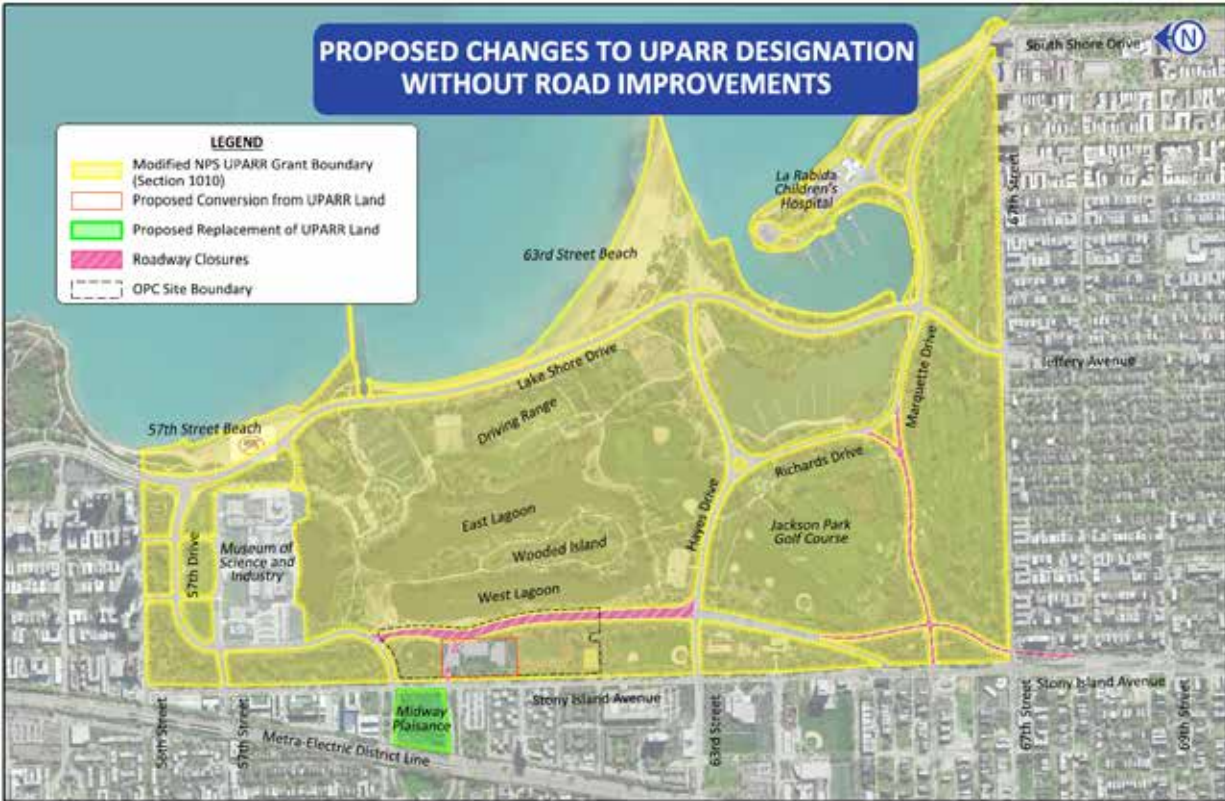 PROPOSED CHANGES TO UPARR DESIGNATION
WITHOUT ROAD IMPROVEMENTS
N
South Shore Drive
LEGEND
Modified NPS UPARR Grant Boundary
(Section 1010)
Proposed Conversion from UPARR Land
Proposed Replacement of UPARR Land
Roadway Closures
OPC Site Boundary
La Rabida
Children's
Hospital
67th Street
63rd Street Beach
Lake Shore Drive
Jeffery Avenue
Marquette Drive
Driving Range
57th Street Beach
Richards Drive
East Lagoon
Hayes Drive
Jackson Park
Golf Course
Wooded Island
57th Drive
Museum of
Science and
Industry
West Lagoon
Stony Island Avenue
Stony Island Avenue
Midway
Plaisance
56th Street
57th Street
Metra-Electric District Line
63rd Street
67th Street
69th Street